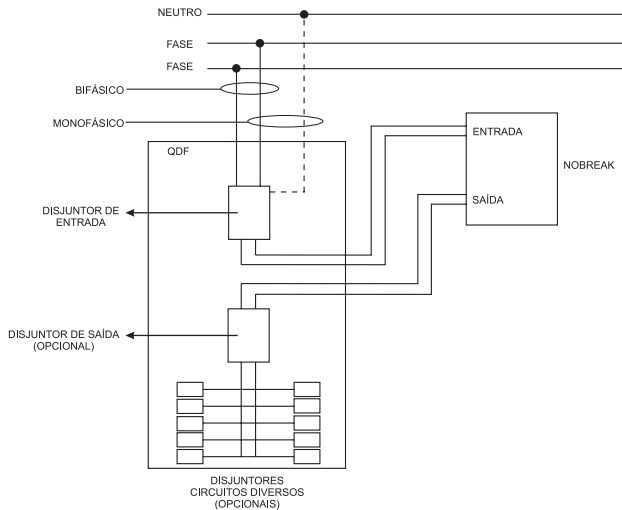 NEUTRO
FASE
FASE
BIFÁSICO
MONOFÁSICO
QDF
ENTRADA
NOBREAK
SAÍDA
DISJUNTOR DE
ENTRADA
DISJUNTOR DE SAÍDA
(OPCIONAL)
DISJUNTORES
CIRCUITOS DIVERSOS
(OPCIONAIS)